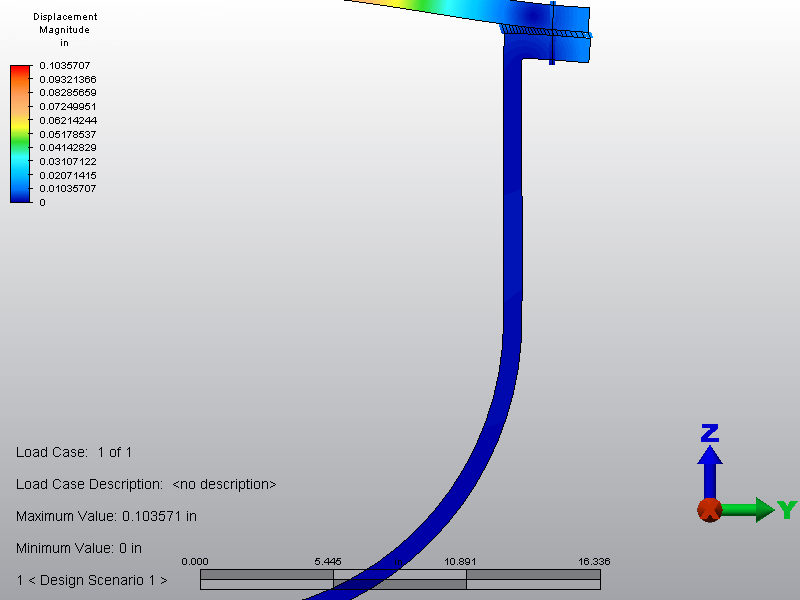 Displacement
Magnitude
in
0.1035707
0.09321366
0.08285659
0.07249951
0.06214244
0.05178537
0.04142829
0.03107122
0.02071415
0.01035707
0
Z
Y
Load Case: 1 of 1
Load Case Description: <no description>
Maximum Value: 0.103571 in
Minimum Value: 0 in
0.000 5.445 10.891 16.336
1 < Design Scenario 1 >